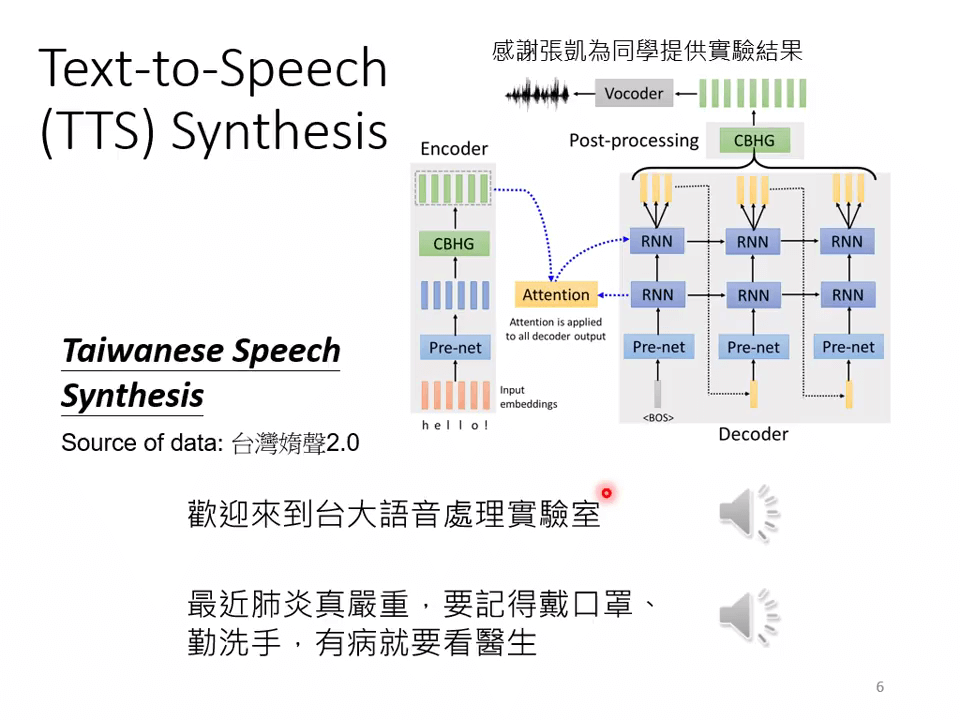 Text-to-Speech
(TTS) Synthesis
感謝張凱為同學提供實驗結果
Vocoder
Post-processing
CBHG
Encoder
CBHG
RNN
RNN
RNN
Attention
RNN
RNN
RNN
Attention is applied
to all decoder output
Pre-net
Pre-net
Pre-net
Pre-net
Input
embeddings
h e l l o !
<BOS>
Decoder
Taiwanese Speech
Synthesis
Source of data: 台灣媠聲2.0
歡迎來到台大語音處理實驗室
最近肺炎真嚴重，要記得戴口罩、
勤洗手，有病就要看醫生
6